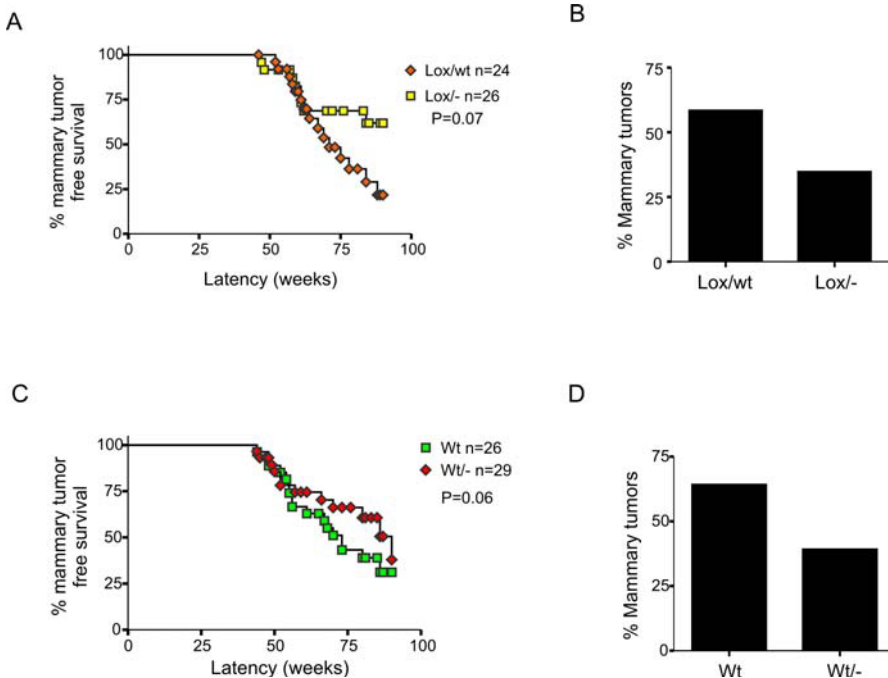 A
% mammary tumor
free survival
100
75
50
25
0
0
25
50
75
100
Latency (weeks)
Lox/wt n=24
Lox/- n=26
P=0.07
B
% Mammary tumors
75
50
25
0
Lox/wt
Lox/-
C
% mammary tumor
free survival
100
75
50
25
0
0
25
50
75
100
Latency (weeks)
Wt n=26
Wt/- n=29
P=0.06
D
% Mammary tumors
75
50
25
0
Wt
Wt/-